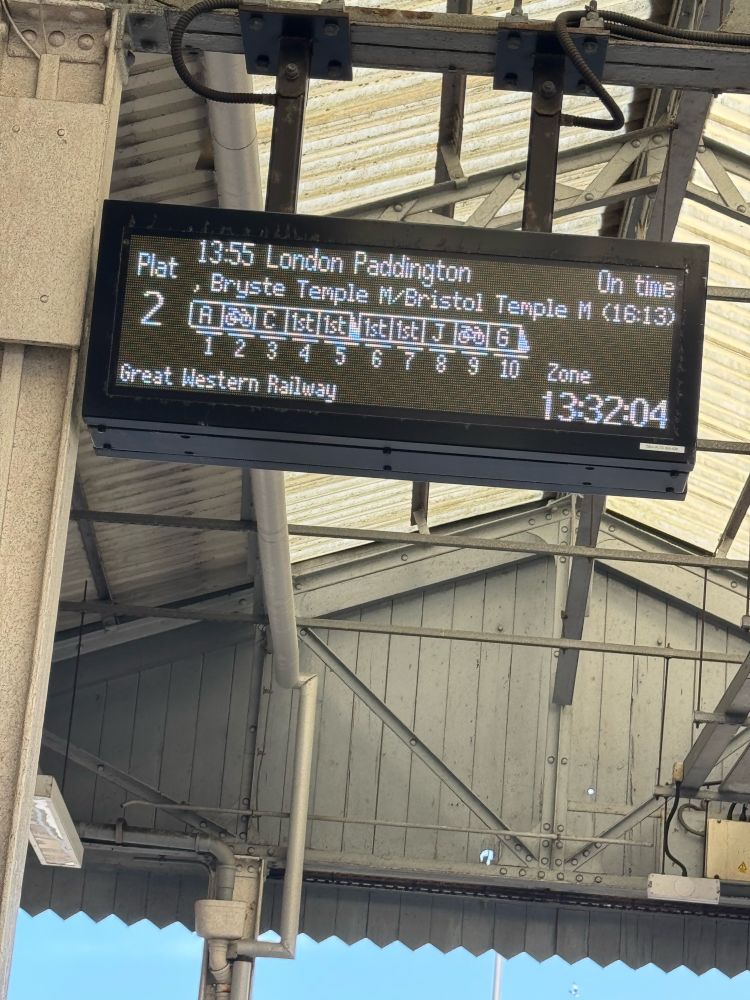 13:55 London Paddington
Plat
On time
, Bryste Temple M/Bristol Temple M (16:13)
2
A C 1st 1st 1st 1st J G
1 2 3 4 5 6 7 8 9 10
Zone
Great Western Railway
13:32:04